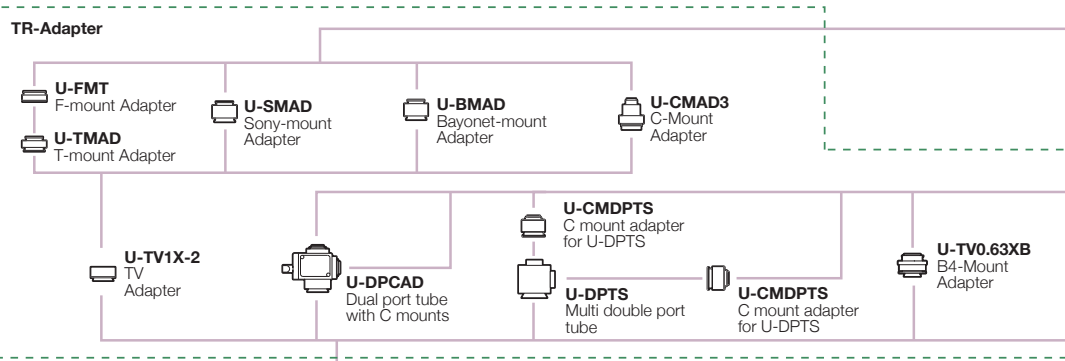 TR-Adapter
U-FMT
F-mount Adapter
U-TMAD
T-mount Adapter
U-SMAD
Sony-mount
Adapter
U-BMAD
Bayonet-mount
Adapter
U-CMAD3
C-Mount
Adapter
U-TV1X-2
TV
Adapter
U-DPCAD
Dual port tube
with C mounts
U-CMDPTS
C mount adapter
for U-DPTS
U-DPTS
Multi double port
tube
U-CMDPTS
C mount adapter
for U-DPTS
U-TV0.63XB
B4-Mount
Adapter